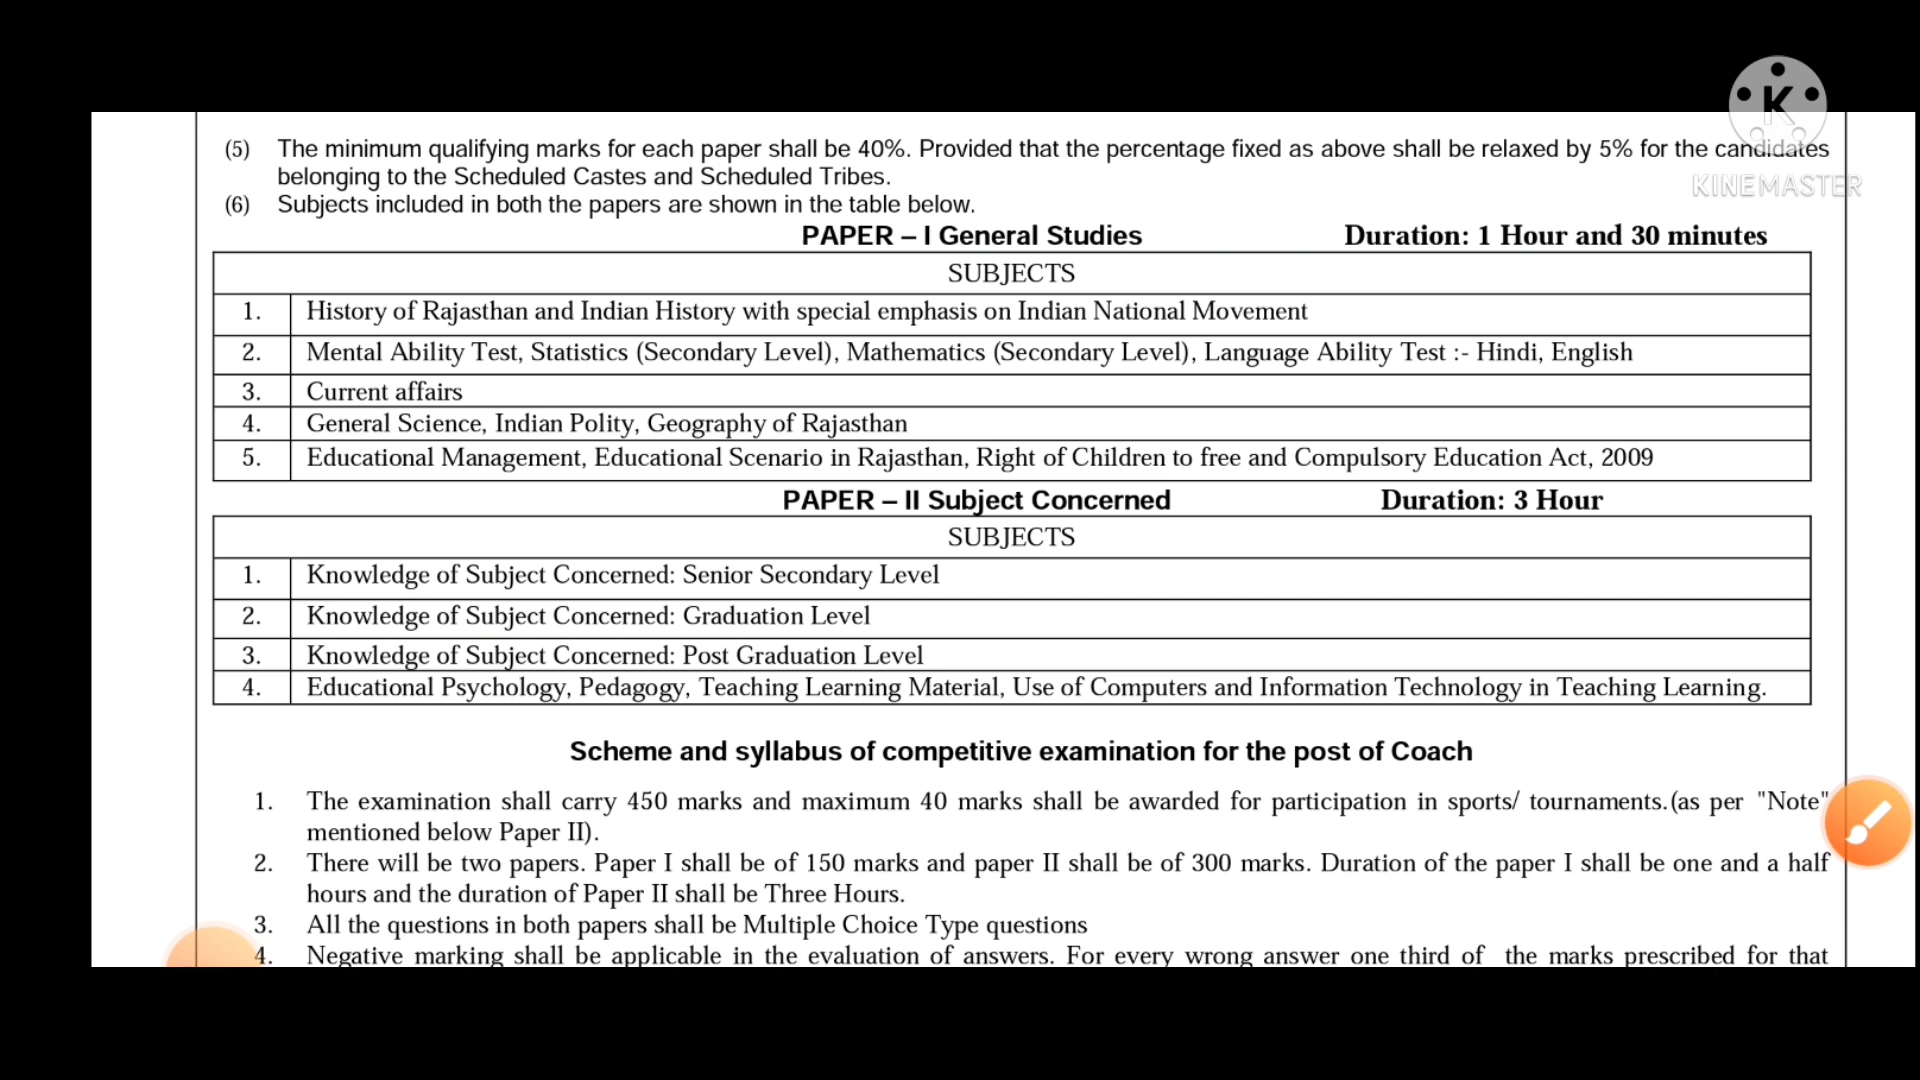 K
KINEMASTER
(5) The minimum qualifying marks for each paper shall be 40%. Provided that the percentage fixed as above shall be relaxed by 5% for the candidates
belonging to the Scheduled Castes and Scheduled Tribes.
(6) Subjects included in both the papers are shown in the table below.
PAPER – I General Studies Duration: 1 Hour and 30 minutes
SUBJECTS
1. History of Rajasthan and Indian History with special emphasis on Indian National Movement
2. Mental Ability Test, Statistics (Secondary Level), Mathematics (Secondary Level), Language Ability Test :- Hindi, English
3. Current affairs
4. General Science, Indian Polity, Geography of Rajasthan
5. Educational Management, Educational Scenario in Rajasthan, Right of Children to free and Compulsory Education Act, 2009
PAPER – II Subject Concerned Duration: 3 Hour
SUBJECTS
1. Knowledge of Subject Concerned: Senior Secondary Level
2. Knowledge of Subject Concerned: Graduation Level
3. Knowledge of Subject Concerned: Post Graduation Level
4. Educational Psychology, Pedagogy, Teaching Learning Material, Use of Computers and Information Technology in Teaching Learning.
Scheme and syllabus of competitive examination for the post of Coach
1. The examination shall carry 450 marks and maximum 40 marks shall be awarded for participation in sports/ tournaments.(as per "Note"
mentioned below Paper II).
2. There will be two papers. Paper I shall be of 150 marks and paper II shall be of 300 marks. Duration of the paper I shall be one and a half
hours and the duration of Paper II shall be Three Hours.
3. All the questions in both papers shall be Multiple Choice Type questions
4. Negative marking shall be applicable in the evaluation of answers. For every wrong answer one third of the marks prescribed for that